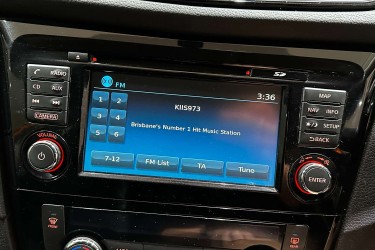 SD
RADIO
CD AUX
CAMERA
VOLUME
FM
3:36
KIIS973
Brisbane's Number 1 Hit Music Station
1 2
3 4
5 6
7-12
FM List
TA
Tune
MAP
NAV INFO
SETUP
BACK
ENTER